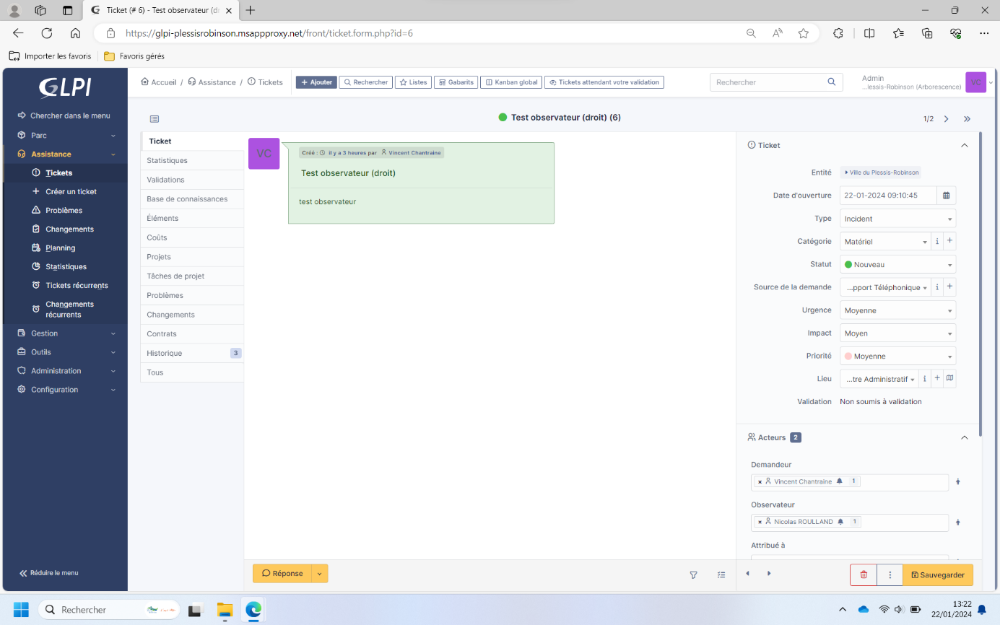 Ticket (# 6) - Test observateur (dr
https://glpi-plessisrobinson.msappproxy.net/front/ticket.form.php?id=6
Importer les favoris
Favoris gérés
GLPI
Chercher dans le menu
Parc
Assistance
Tickets
Créer un ticket
Problèmes
Changements
Planning
Statistiques
Tickets récurrents
Changements
récurrents
Gestion
Outils
Administration
Configuration
Réduire le menu
Accueil / Assistance / Tickets
Ajouter
Rechercher
Listes
Gabarits
Kanban global
Tickets attendant votre validation
Rechercher
Admin
...lessis-Robinson (Arborescence)
VC
Test observateur (droit) (6)
1/2
Ticket
Statistiques
Validations
Base de connaissances
Éléments
Coûts
Projets
Tâches de projet
Problèmes
Changements
Contrats
Historique 3
Tous
VC
Créé : il y a 3 heures par Vincent Chantraine
Test observateur (droit)
test observateur
Ticket
Entité Ville du Plessis-Robinson
Date d'ouverture 22-01-2024 09:10:45
Type Incident
Catégorie Matériel i +
Statut Nouveau
Source de la demande ...pport Téléphonique i +
Urgence Moyenne
Impact Moyen
Priorité Moyenne
Lieu ...tre Administratif i +
Validation Non soumis à validation
Acteurs 2
Demandeur
x Vincent Chantraine 1
Observateur
x Nicolas ROULLAND 1
Attribué à
Réponse
Sauvegarder
Rechercher
13:22
22/01/2024